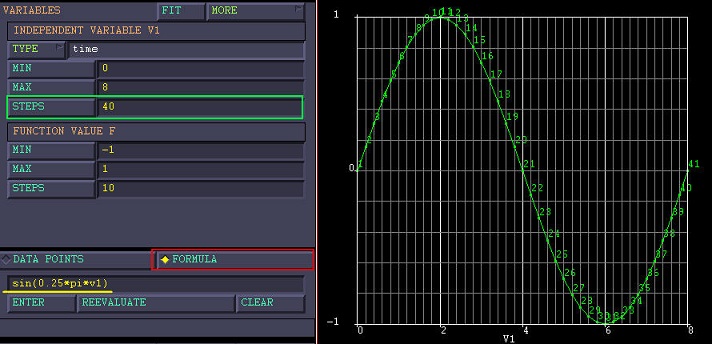 VARIABLES FIT MORE
INDEPENDENT VARIABLE V1
TYPE time
MIN 0
MAX 8
STEPS 40
FUNCTION VALUE F
MIN -1
MAX 1
STEPS 10
DATA POINTS FORMULA
sin(0.25*pi*v1)
ENTER REEVALUATE CLEAR
1
0
-1
0 2 4 6 8
V1
1
2
3
4
5
6
7
8
9
10
11
12
13
14
15
16
17
18
19
20
21
22
23
24
25
26
27
28
29
30
31
32
33
34
35
36
37
38
39
40
41